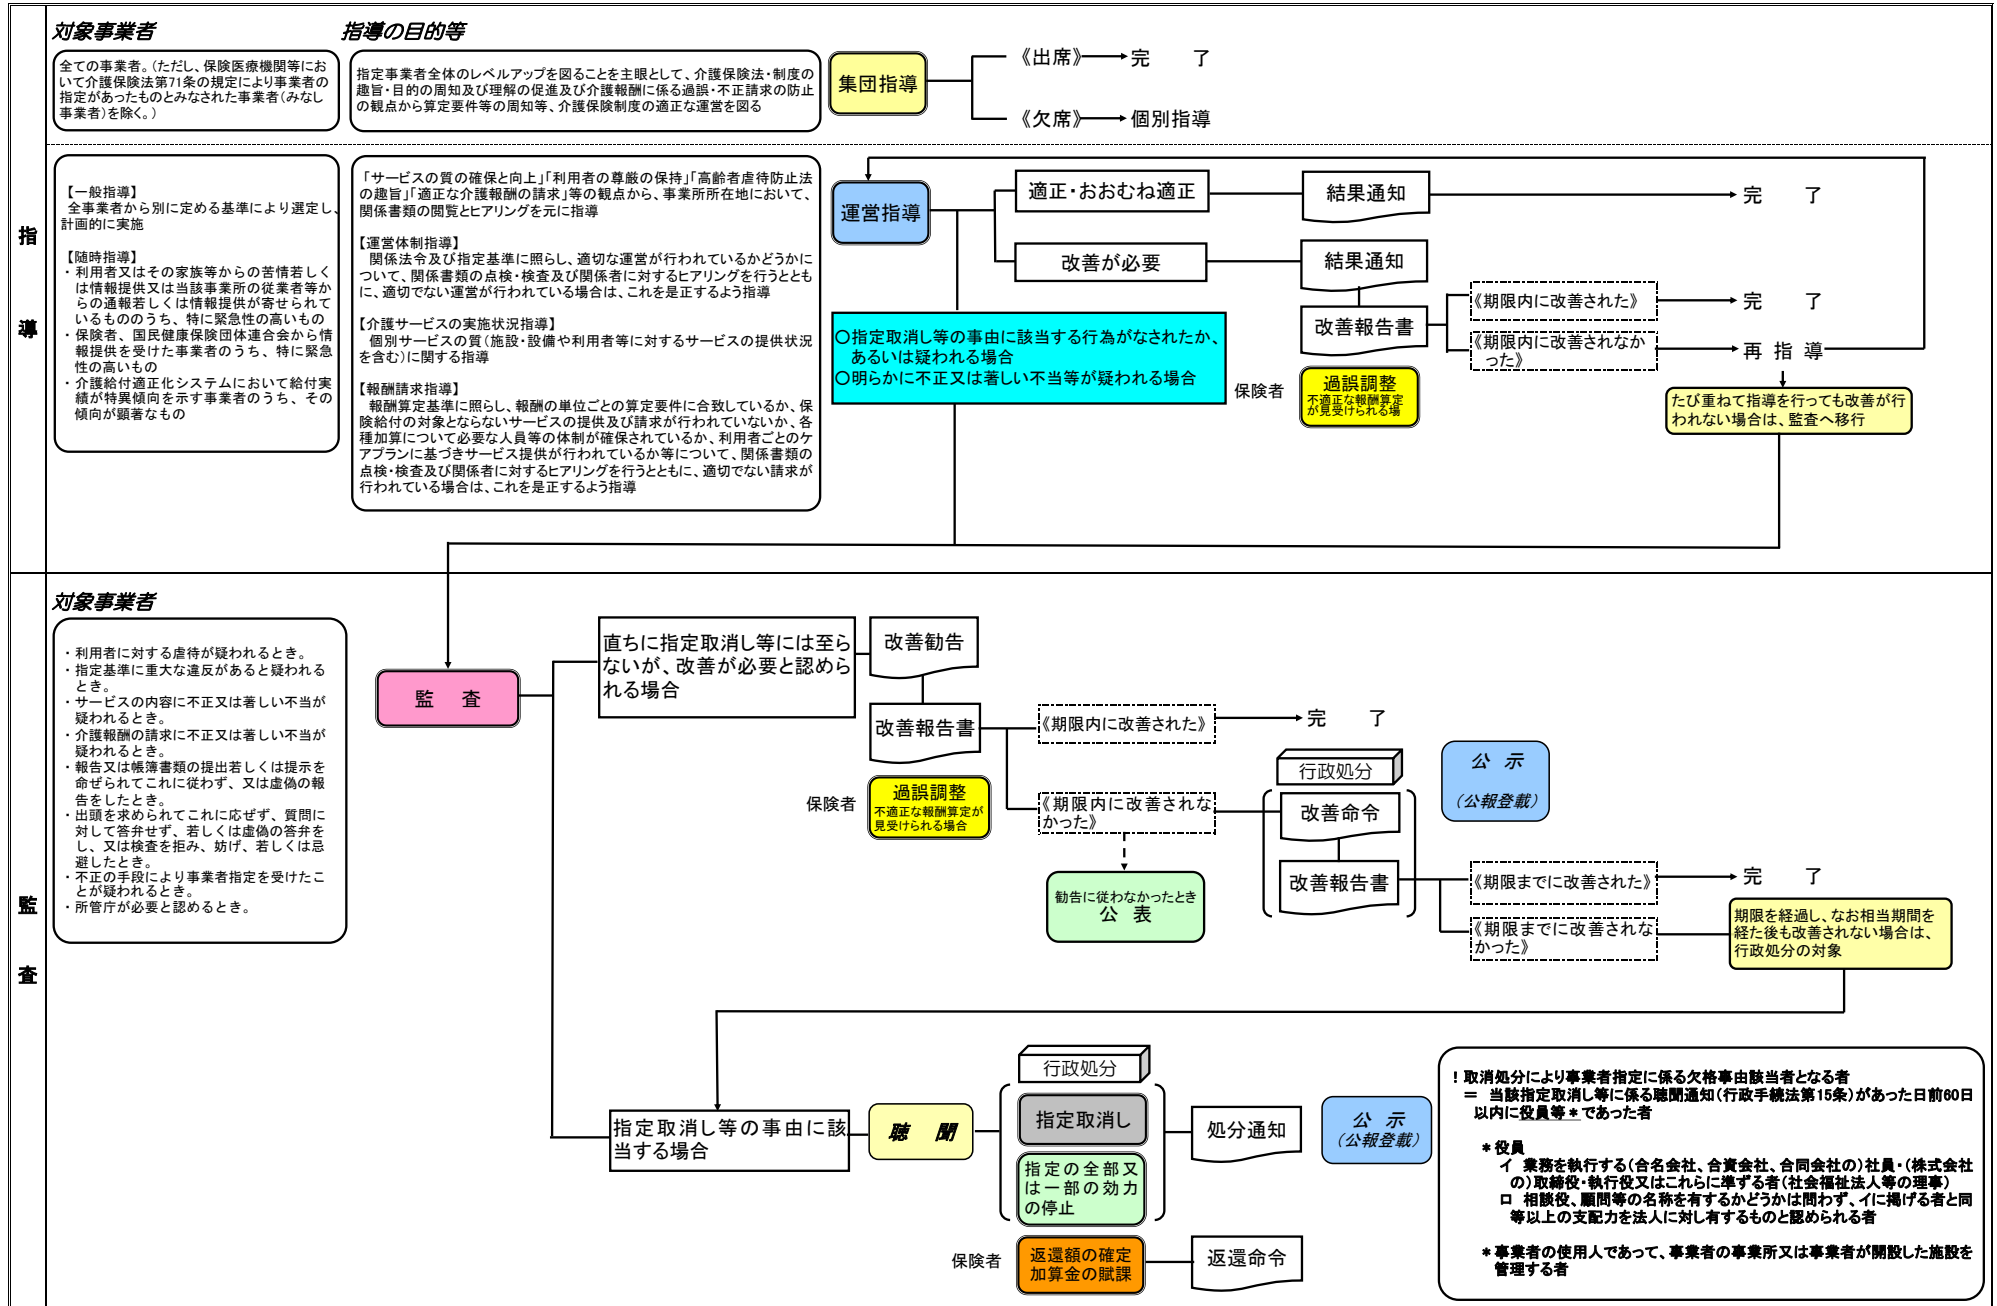 指
導
対象事業者
全ての事業者。(ただし、保険医療機関等にお
いて介護保険法第71条の規定により事業者の
指定があったものとみなされた事業者(みなし
事業者)を除く。)
指導の目的等
指定事業者全体のレベルアップを図ることを主眼として、介護保険法・制度の
趣旨・目的の周知及び理解の促進及び介護報酬に係る過誤・不正請求の防止
の観点から算定要件等の周知等、介護保険制度の適正な運営を図る
集団指導
《出席》
完 了
《欠席》
個別指導
【一般指導】
全事業者から別に定める基準により選定し、
計画的に実施
【随時指導】
・利用者又はその家族等からの苦情若しく
は情報提供又は当該事業所の従業者等か
らの通報若しくは情報提供が寄せられて
いるもののうち、特に緊急性の高いもの
・保険者、国民健康保険団体連合会から情
報提供を受けた事業者のうち、特に緊急
性の高いもの
・介護給付適正化システムにおいて給付実
績が特異傾向を示す事業者のうち、その
傾向が顕著なもの
「サービスの質の確保と向上」「利用者の尊厳の保持」「高齢者虐待防止法
の趣旨」「適正な介護報酬の請求」等の観点から、事業所所在地において、
関係書類の閲覧とヒアリングを元に指導
【運営体制指導】
関係法令及び指定基準に照らし、適切な運営が行われているかどうかに
ついて、関係書類の点検・検査及び関係者に対するヒアリングを行うととも
に、適切でない運営が行われている場合は、これを是正するよう指導
【介護サービスの実施状況指導】
個別サービスの質(施設・設備や利用者等に対するサービスの提供状況
を含む)に関する指導
【報酬請求指導】
報酬算定基準に照らし、報酬の単位ごとの算定要件に合致しているか、保
険給付の対象とならないサービスの提供及び請求が行われていないか、各
種加算について必要な人員等の体制が確保されているか、利用者ごとのケ
アプランに基づきサービス提供が行われているか等について、関係書類の
点検・検査及び関係者に対するヒアリングを行うとともに、適切でない請求が
行われている場合は、これを是正するよう指導
運営指導
適正・おおむね適正
結果通知
完 了
改善が必要
結果通知
改善報告書
《期限内に改善された》
完 了
《期限内に改善されなか
った》
再 指 導
〇指定取消し等の事由に該当する行為がなされたか、
あるいは疑われる場合
〇明らかに不正又は著しい不当等が疑われる場合
保険者
過誤調整
不適正な報酬算定
が見受けられる場
たび重ねて指導を行っても改善が行
われない場合は、監査へ移行
監
査
対象事業者
・利用者に対する虐待が疑われるとき。
・指定基準に重大な違反があると疑われる
とき。
・サービスの内容に不正又は著しい不当が
疑われるとき。
・介護報酬の請求に不正又は著しい不当が
疑われるとき。
・報告又は帳簿書類の提出若しくは提示を
命ぜられてこれに従わず、又は虚偽の報
告をしたとき。
・出頭を求められてこれに応ぜず、質問に
対して答弁せず、若しくは虚偽の答弁を
し、又は検査を拒み、妨げ、若しくは忌
避したとき。
・不正の手段により事業者指定を受けたこ
とが疑われるとき。
・所管庁が必要と認めるとき。
監 査
直ちに指定取消し等には至ら
ないが、改善が必要と認めら
れる場合
改善勧告
改善報告書
《期限内に改善された》
完 了
保険者
過誤調整
不適正な報酬算定が
見受けられる場合
《期限内に改善されな
かった》
勧告に従わなかったとき
公 表
行政処分
改善命令
改善報告書
公 示
(公報登載)
《期限までに改善された》
完 了
《期限までに改善されな
かった》
期限を経過し、なお相当期間を
経た後も改善されない場合は、
行政処分の対象
指定取消し等の事由に該
当する場合
聴 聞
行政処分
指定取消し
指定の全部又
は一部の効力
の停止
処分通知
公 示
(公報登載)
保険者
返還額の確定
加算金の賦課
返還命令
！取消処分により事業者指定に係る欠格事由該当者となる者
＝ 当該指定取消し等に係る聴聞通知(行政手続法第15条)があった日前60日
以内に役員等＊であった者
＊役員
イ 業務を執行する(合名会社、合資会社、合同会社の)社員・(株式会社
の)取締役・執行役又はこれらに準ずる者(社会福祉法人等の理事)
ロ 相談役、顧問等の名称を有するかどうかは問わず、イに掲げる者と同
等以上の支配力を法人に対し有するものと認められる者
＊事業者の使用人であって、事業者の事業所又は事業者が開設した施設を
管理する者